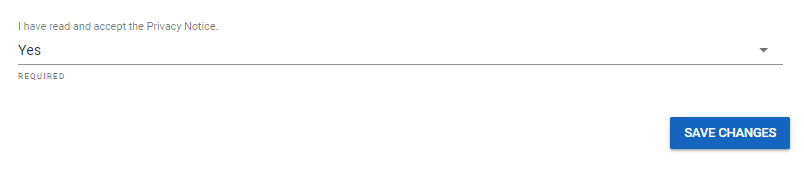 I have read and accept the Privacy Notice.
Yes
REQUIRED
SAVE CHANGES